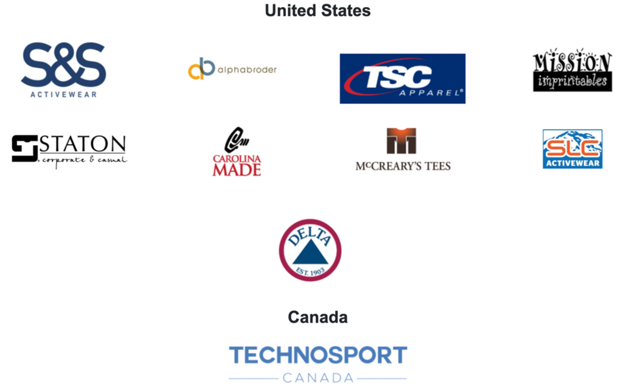 United States
S&S
ACTIVEWEAR
ab alphabroder
TSC
APPAREL®
MISSION
imprintables
STATON
corporate & casual
CAROLINA
MADE
MCCREARY'S TEES
SLC
ACTIVEWEAR
DELTA
EST. 1903
Canada
TECHNOSPORT
CANADA